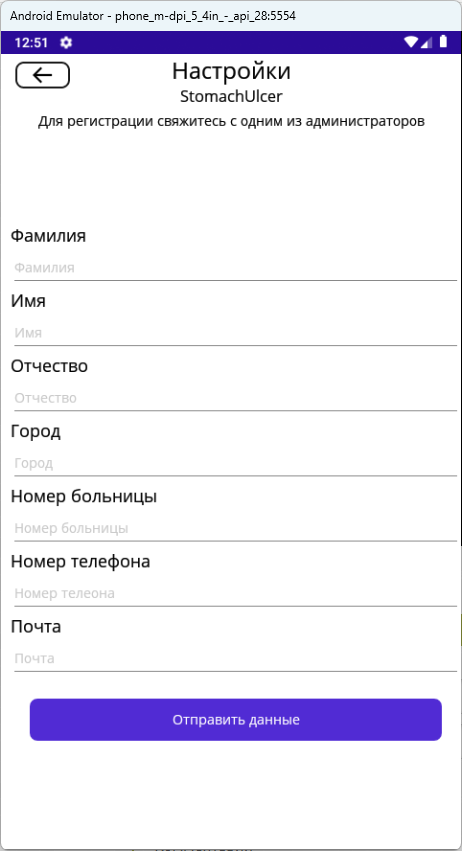 Android Emulator - phone_m-dpi_5_4in_-_api_28:5554
12:51
Настройки
StomachUlcer
Для регистрации свяжитесь с одним из администраторов
Фамилия
Фамилия
Имя
Имя
Отчество
Отчество
Город
Город
Номер больницы
Номер больницы
Номер телефона
Номер телеона
Почта
Почта
Отправить данные